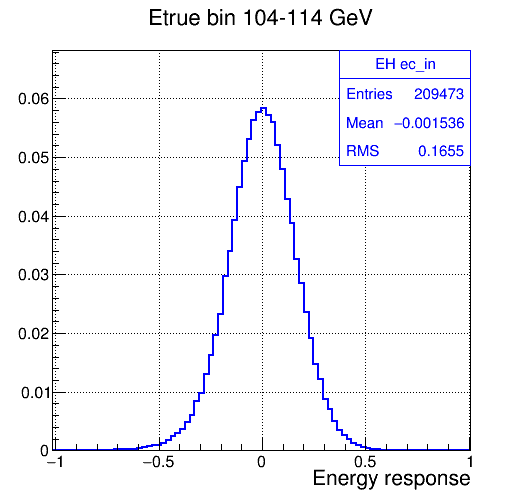 Etrue bin 104-114 GeV
EH ec_in
Entries 209473
Mean −0.001536
RMS 0.1655
0.06
0.05
0.04
0.03
0.02
0.01
0
−1 −0.5 0 0.5 1
Energy response